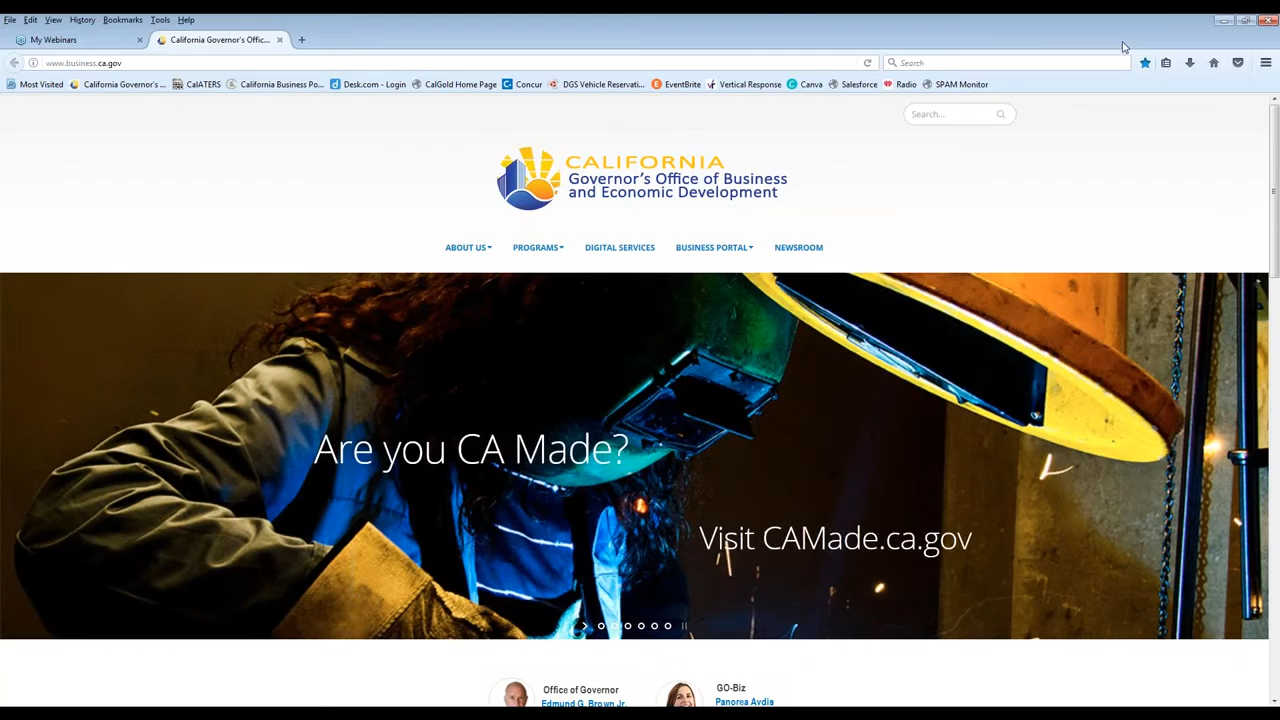 File Edit View History Bookmarks Tools Help
My Webinars × California Governor's Offic... × +
www.business.ca.gov Search
Most Visited California Governor's ... CalATERS California Business Po... Desk.com - Login CalGold Home Page Concur DGS Vehicle Reservati... EventBrite Vertical Response Canva Salesforce Radio SPAM Monitor
Search...
CALIFORNIA
Governor's Office of Business
and Economic Development
ABOUT US PROGRAMS DIGITAL SERVICES BUSINESS PORTAL NEWSROOM
Are you CA Made?
Visit CAMade.ca.gov
Office of Governor
Edmund G. Brown Jr.
GO-Biz
Panorea Avdis